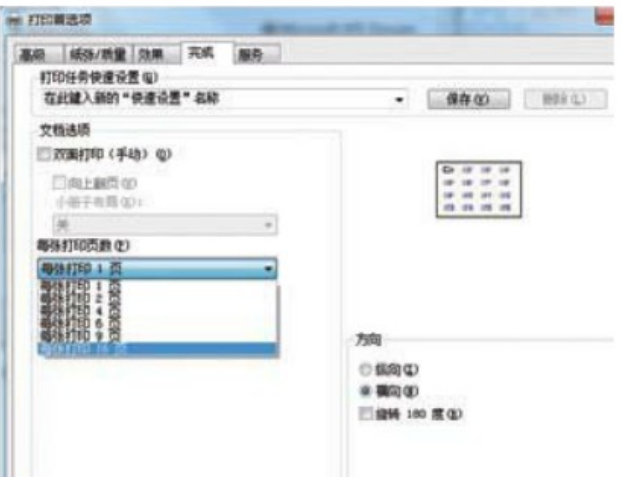 打印首选项
高级 纸张/质量 效果 完成 服务
打印任务快速设置(Q)
在此键入新的“快速设置”名称
保存(V) 删除(L)
文档选项
双面打印(手动)(Q)
向上翻页(W)
小册子布局(Q):
关
每张打印页数(P)
每张打印 1 页
每张打印 1 页
每张打印 2 页
每张打印 4 页
每张打印 6 页
每张打印 9 页
每张打印 16 页
方向
纵向
横向
旋转 180 度